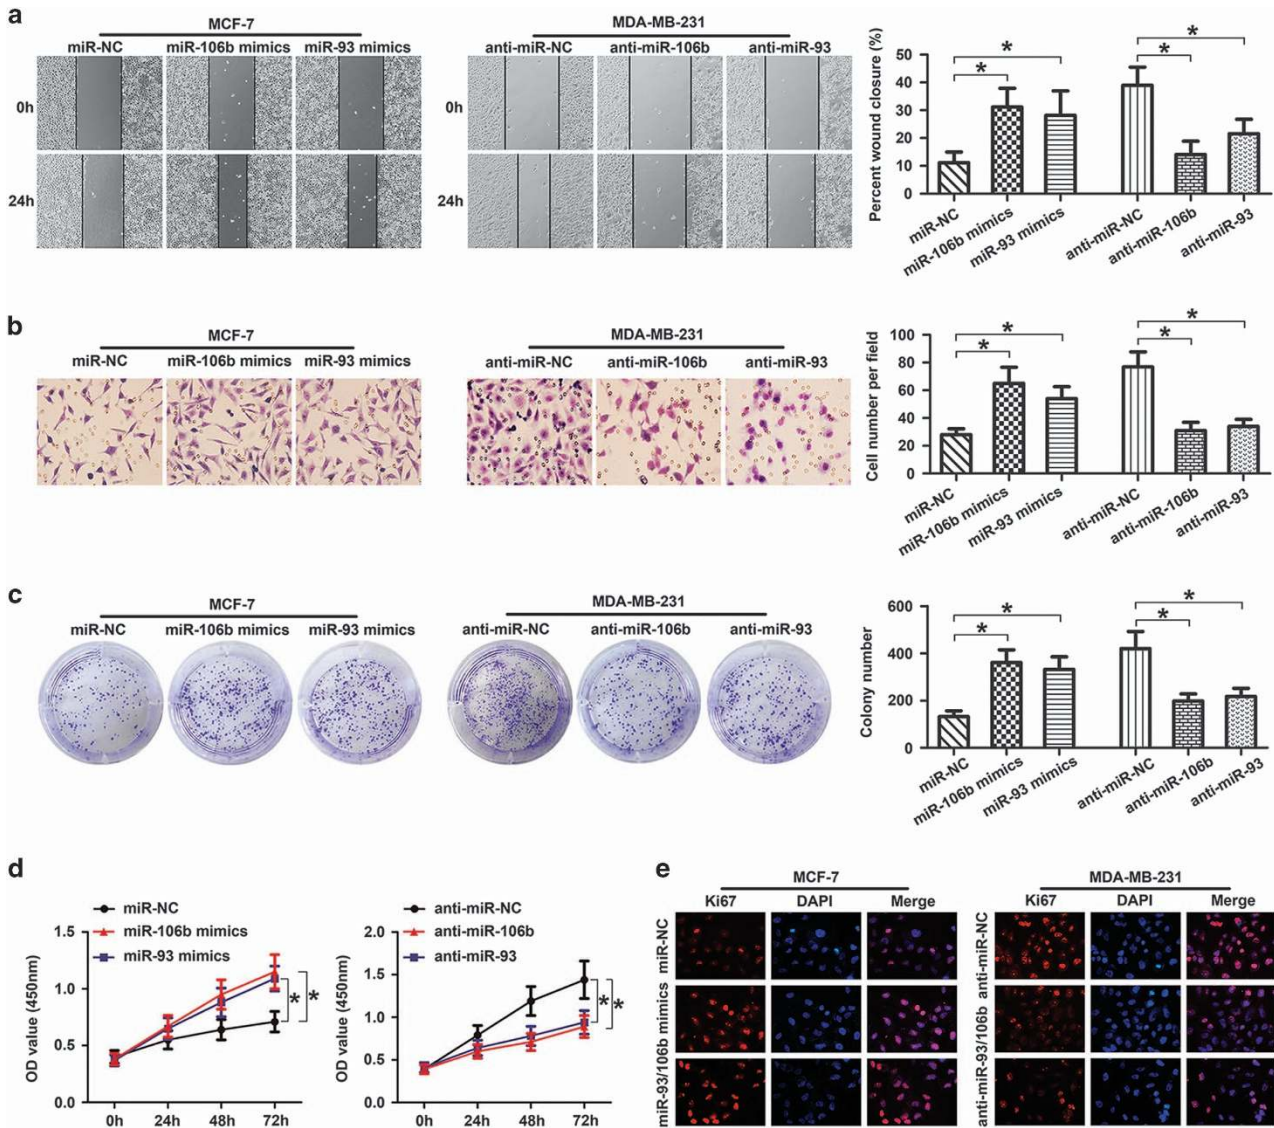 a
MCF-7
miR-NC miR-106b mimics miR-93 mimics
0h
24h
MDA-MB-231
anti-miR-NC anti-miR-106b anti-miR-93
0h
24h
Percent wound closure (%)
50
40
30
20
10
0
* * * *
miR-NC
miR-106b mimics
miR-93 mimics
anti-miR-NC
anti-miR-106b
anti-miR-93
b
MCF-7
miR-NC miR-106b mimics miR-93 mimics
MDA-MB-231
anti-miR-NC anti-miR-106b anti-miR-93
Cell number per field
100
80
60
40
20
0
* * * *
miR-NC
miR-106b mimics
miR-93 mimics
anti-miR-NC
anti-miR-106b
anti-miR-93
c
MCF-7
miR-NC miR-106b mimics miR-93 mimics
MDA-MB-231
anti-miR-NC anti-miR-106b anti-miR-93
Colony number
600
400
200
0
* * * *
miR-NC
miR-106b mimics
miR-93 mimics
anti-miR-NC
anti-miR-106b
anti-miR-93
d
miR-NC
miR-106b mimics
miR-93 mimics
OD value (450nm)
1.5
1.0
0.5
0.0
* *
0h 24h 48h 72h
anti-miR-NC
anti-miR-106b
anti-miR-93
OD value (450nm)
2.0
1.5
1.0
0.5
0.0
* *
0h 24h 48h 72h
e
MCF-7
Ki67 DAPI Merge
miR-NC
miR-93/106b mimics
MDA-MB-231
Ki67 DAPI Merge
anti-miR-NC
anti-miR-93/106b